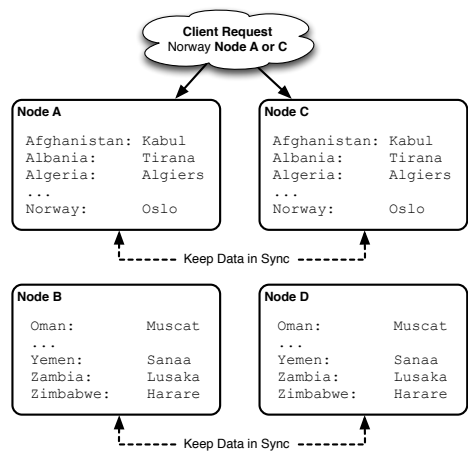 Client Request
Norway Node A or C
Node A
Afghanistan: Kabul
Albania: Tirana
Algeria: Algiers
...
Norway: Oslo
Node C
Afghanistan: Kabul
Albania: Tirana
Algeria: Algiers
...
Norway: Oslo
Keep Data in Sync
Node B
Oman: Muscat
...
Yemen: Sanaa
Zambia: Lusaka
Zimbabwe: Harare
Node D
Oman: Muscat
...
Yemen: Sanaa
Zambia: Lusaka
Zimbabwe: Harare
Keep Data in Sync